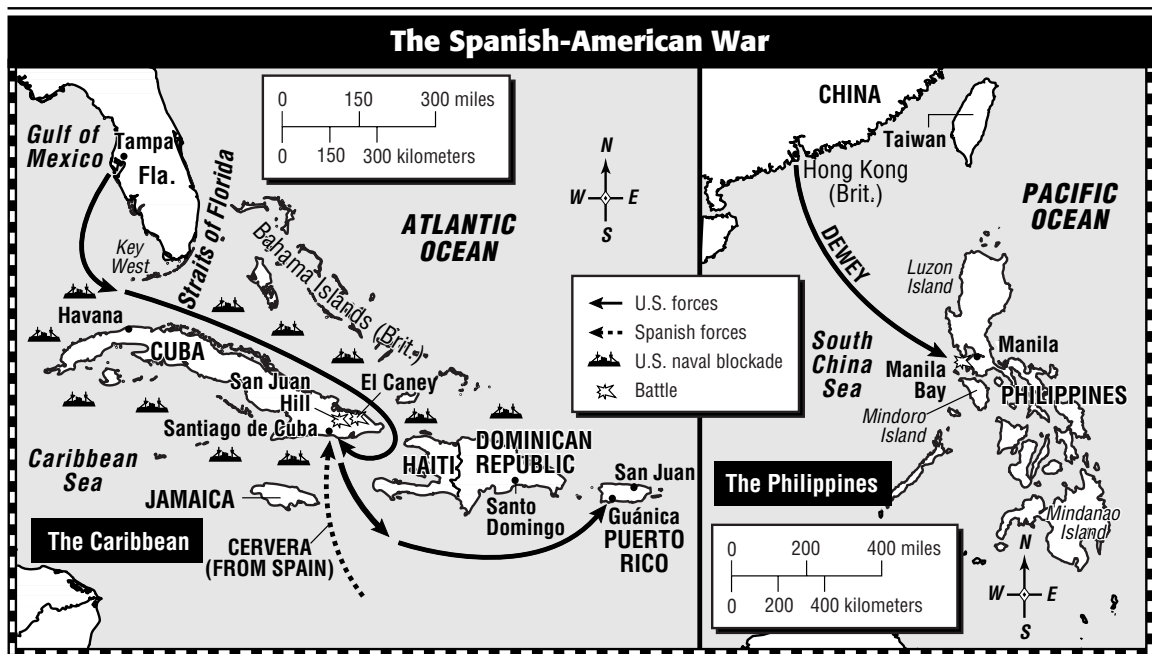 The Spanish-American War
0 150 300 miles
0 150 300 kilometers
Gulf of
Mexico
Tampa
Fla.
Key
West
Straits of Florida
Bahama Islands (Brit.)
ATLANTIC
OCEAN
N
W E
S
Havana
CUBA
San Juan
Hill
El Caney
Santiago de Cuba
Caribbean
Sea
JAMAICA
HAITI
DOMINICAN
REPUBLIC
Santo
Domingo
San Juan
Guánica
PUERTO
RICO
The Caribbean
CERVERA
(FROM SPAIN)
U.S. forces
Spanish forces
U.S. naval blockade
Battle
CHINA
Taiwan
Hong Kong
(Brit.)
PACIFIC
OCEAN
DEWEY
Luzon
Island
South
China
Sea
Manila
Manila
Bay
PHILIPPINES
Mindoro
Island
The Philippines
Mindanao
Island
0 200 400 miles
0 200 400 kilometers
N
W E
S